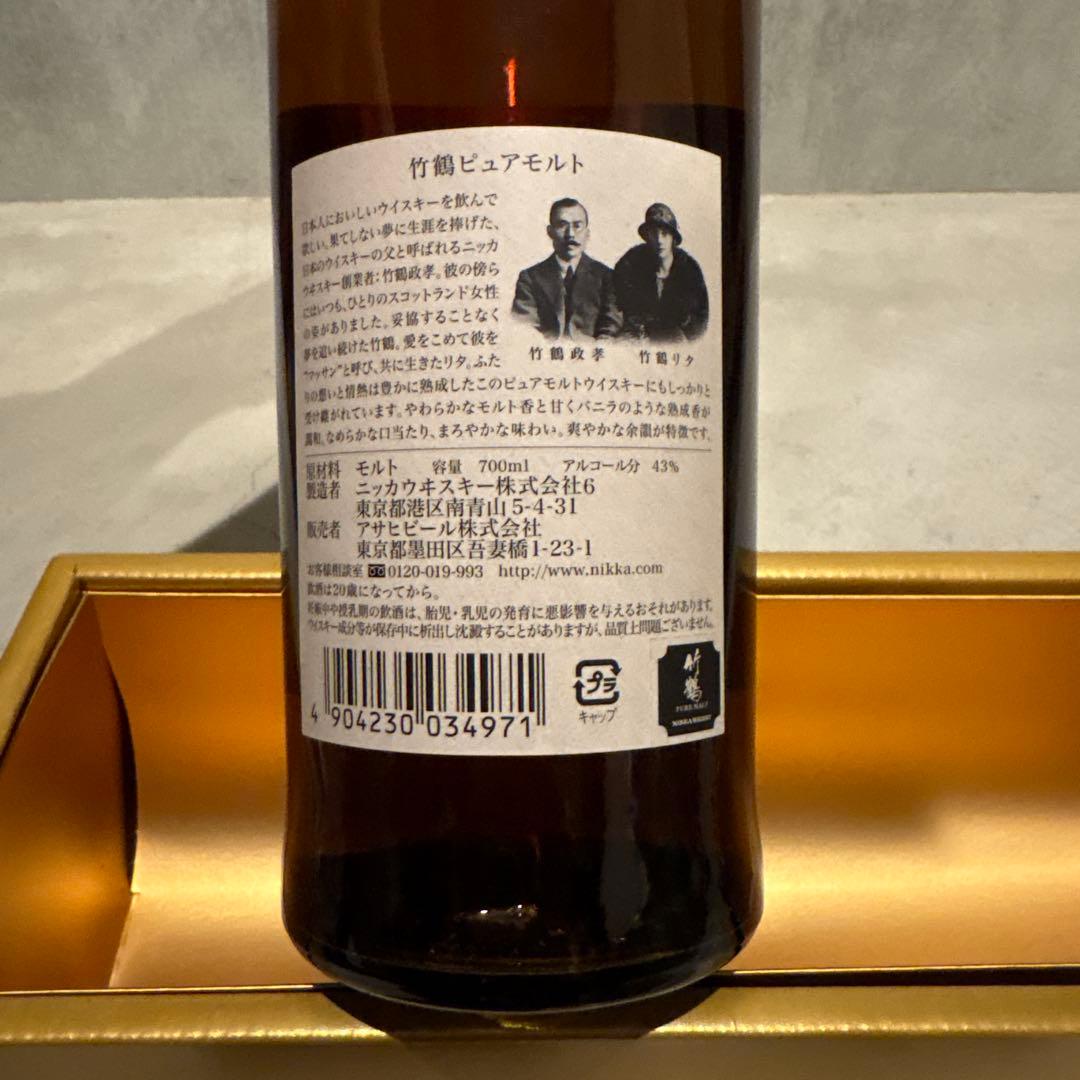 竹鶴ピュアモルト
日本人においしいウイスキーを飲んで
欲しい。果てしない夢に生涯を捧げた、
日本のウイスキーの父と呼ばれるニッカ
ウヰスキー創業者：竹鶴政孝。彼の傍ら
にはいつも、ひとりのスコットランド女性
の姿がありました。妥協することなく
夢を追い続けた竹鶴。愛をこめて彼を
“マッサン”と呼び、共に生きたリタ。ふた
りの想いと情熱は豊かに熟成したこのピュアモルトウイスキーにもしっかりと
受け継がれています。やわらかなモルト香と甘くバニラのような熟成香が
調和。なめらかな口当たり、まろやかな味わい。爽やかな余韻が特徴です。
竹鶴政孝 竹鶴リタ
原材料 モルト 容量 700ml アルコール分 43%
製造者 ニッカウヰスキー株式会社6
東京都港区南青山5-4-31
販売者 アサヒビール株式会社
東京都墨田区吾妻橋1-23-1
お客様相談室 0120-019-993 http://www.nikka.com
飲酒は20歳になってから。
妊娠中や授乳期の飲酒は、胎児・乳児の発育に悪影響を与えるおそれがあります。
ウイスキー成分等が保存中に析出し沈澱することがありますが、品質上問題ございません。
4 904230 034971
プラ
キャップ
竹鶴
PURE MALT
NIKKA WHISKY